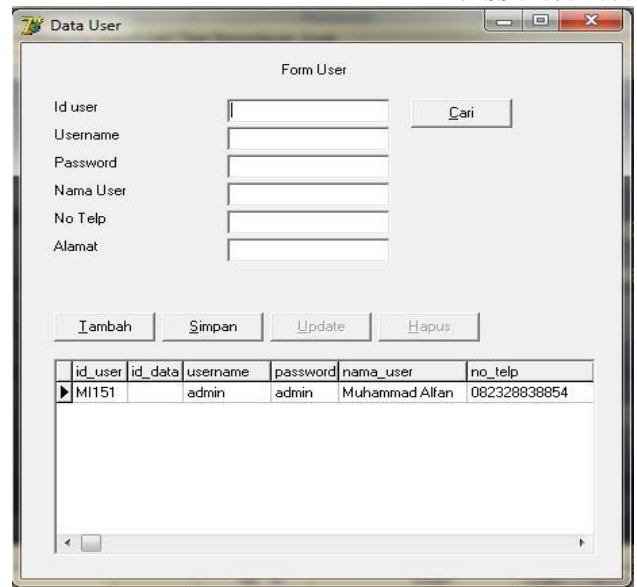 Data User
Form User
Id user
Cari
Username
Password
Nama User
No Telp
Alamat
Tambah Simpan Update Hapus
id_user id_data username password nama_user no_telp
MI151 admin admin Muhammad Alfan 082328838854